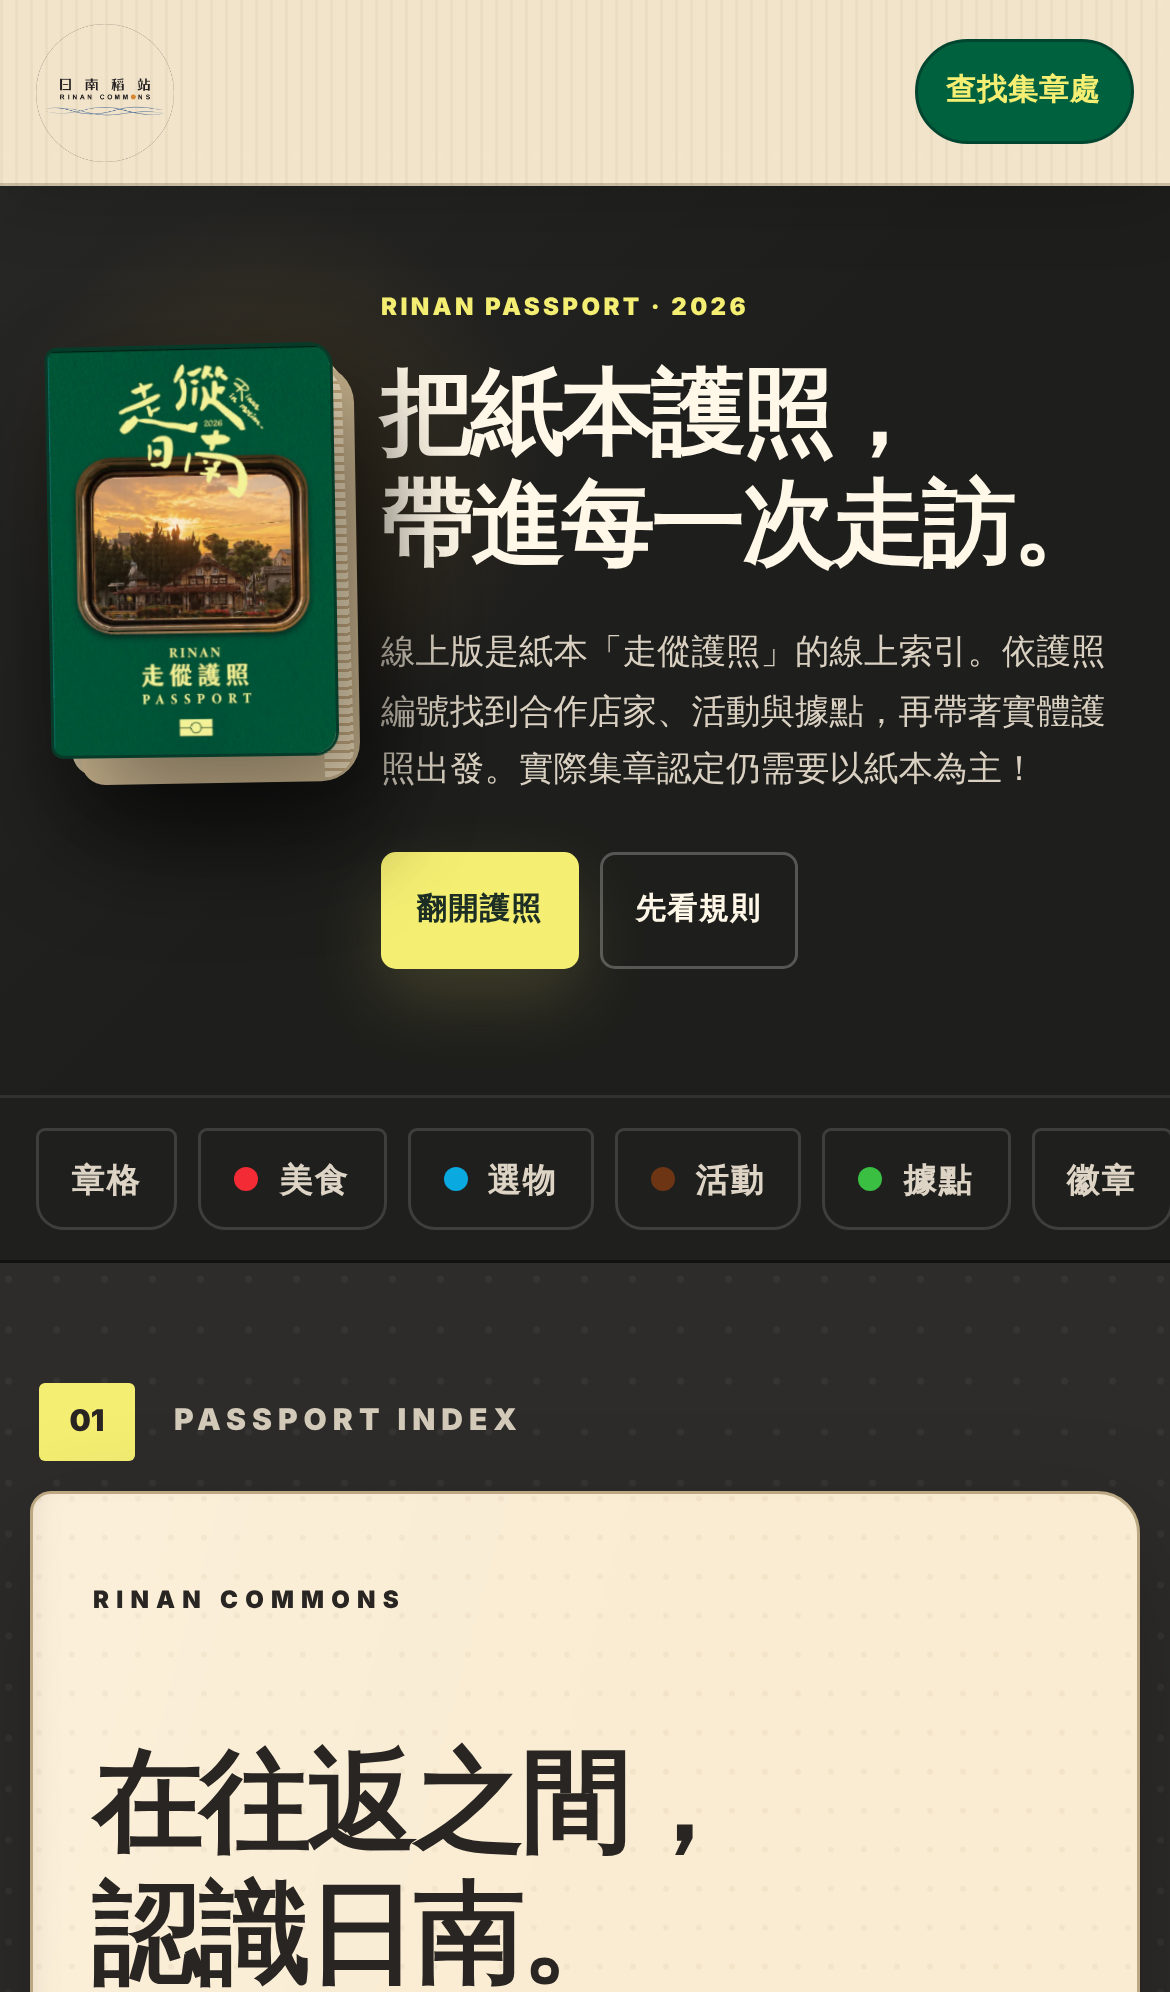 日南稻站
RINAN COMMONS
查找集章處
RINAN PASSPORT · 2026
走從
日南
2026
RINAN
走從護照
PASSPORT
把紙本護照，
帶進每一次走訪。
線上版是紙本「走從護照」的線上索引。依護照
編號找到合作店家、活動與據點，再帶著實體護
照出發。實際集章認定仍需要以紙本為主！
翻開護照
先看規則
章格
美食
選物
活動
據點
徽章
01
PASSPORT INDEX
RINAN COMMONS
在往返之間，
認識日南。